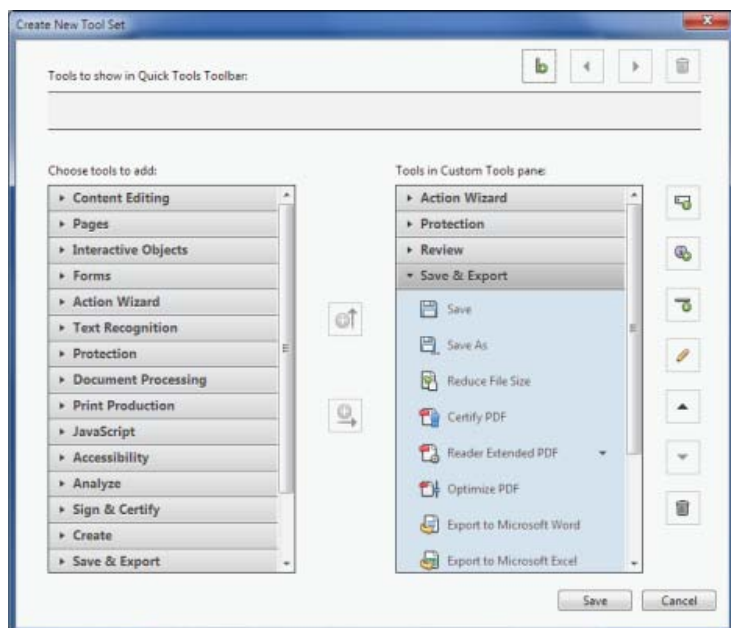 Create New Tool Set
Tools to show in Quick Tools Toolbar:
Choose tools to add:
Content Editing
Pages
Interactive Objects
Forms
Action Wizard
Text Recognition
Protection
Document Processing
Print Production
JavaScript
Accessibility
Analyze
Sign & Certify
Create
Save & Export
Tools in Custom Tools pane:
Action Wizard
Protection
Review
Save & Export
Save
Save As
Reduce File Size
Certify PDF
Reader Extended PDF
Optimize PDF
Export to Microsoft Word
Export to Microsoft Excel
Save
Cancel